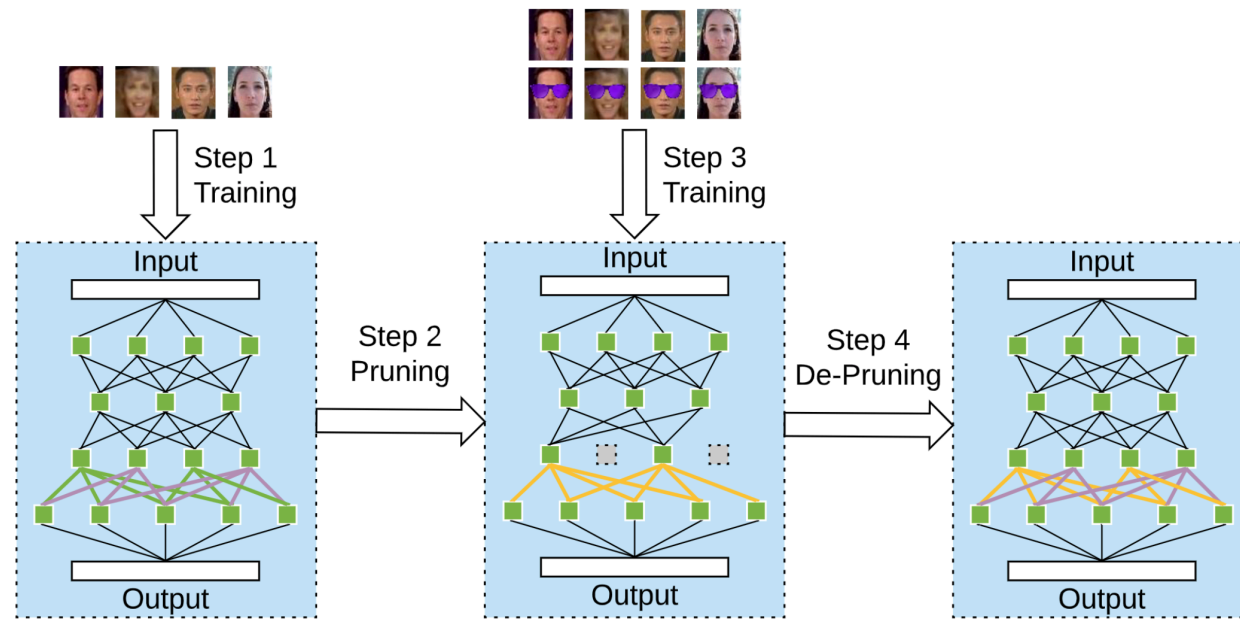 Step 1
Training
Step 3
Training
Input
Output
Step 2
Pruning
Input
Output
Step 4
De-Pruning
Input
Output